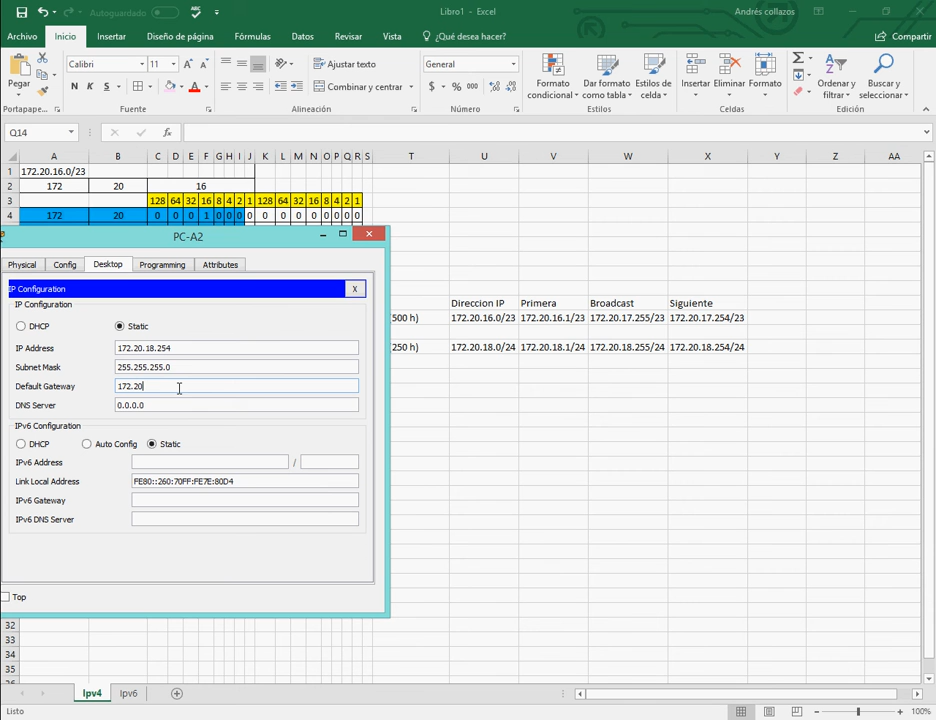 Autoguardado
Libro1 - Excel
Andrés collazos
Archivo Inicio Insertar Diseño de página Fórmulas Datos Revisar Vista ¿Qué desea hacer? Compartir
Pegar
Calibri 11 A A
N K S A
Ajustar texto
Combinar y centrar
General
$ % 000
Formato condicional
Dar formato como tabla
Estilos de celda
Insertar
Eliminar
Formato
Ordenar y filtrar
Buscar y seleccionar
Portapape... Fuente Alineación Número Estilos Celdas Edición
Q14 fx
A B C D E F G H I J K L M N O P Q R S T U V W X Y Z AA
1 172.20.16.0/23
2 172 20 16
3 128 64 32 16 8 4 2 1 128 64 32 16 8 4 2 1
4 172 20 0 0 0 1 0 0 0 0 0 0 0 0 0 0 0 0
PC-A2
Physical Config Desktop Programming Attributes
IP Configuration X
IP Configuration
DHCP Static
IP Address 172.20.18.254
Subnet Mask 255.255.255.0
Default Gateway 172.20
DNS Server 0.0.0.0
IPv6 Configuration
DHCP Auto Config Static
IPv6 Address /
Link Local Address FE80::260:70FF:FE7E:80D4
IPv6 Gateway
IPv6 DNS Server
Top
Direccion IP Primera Broadcast Siguiente
(500 h) 172.20.16.0/23 172.20.16.1/23 172.20.17.255/23 172.20.17.254/23
(250 h) 172.20.18.0/24 172.20.18.1/24 172.20.18.255/24 172.20.18.254/24
32
33
34
35
Ipv4 Ipv6
Listo
100%